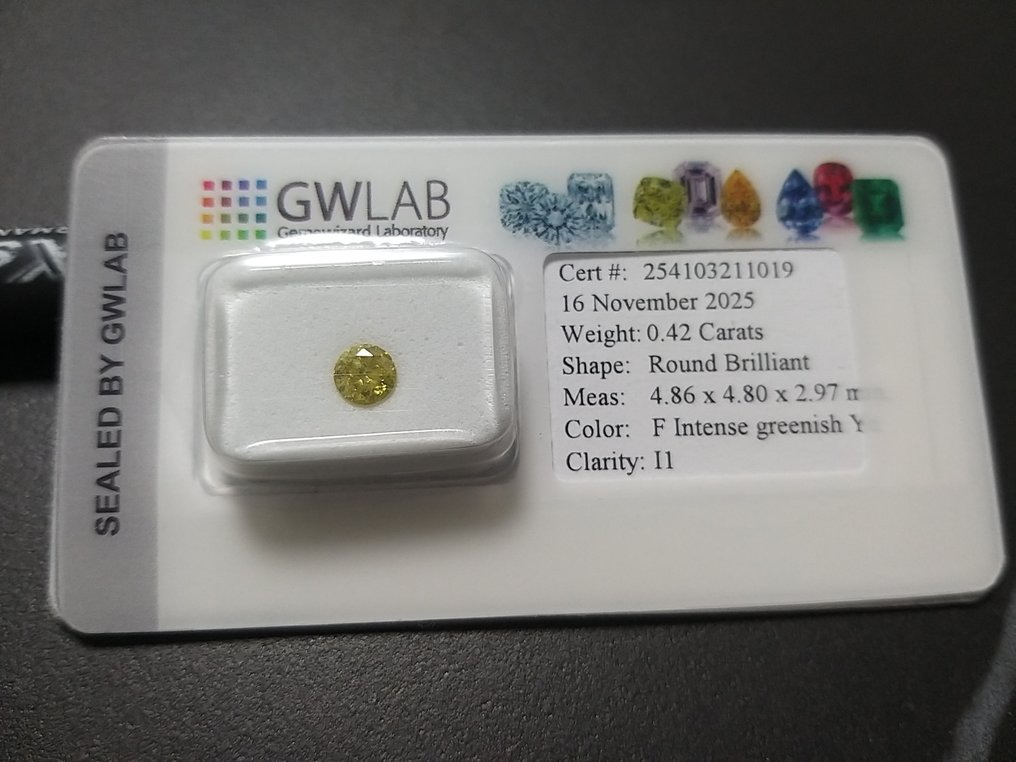 SEALED BY GWLAB
GWLAB
Gemewizard Laboratory
Cert #: 254103211019
16 November 2025
Weight: 0.42 Carats
Shape: Round Brilliant
Meas: 4.86 x 4.80 x 2.97 m
Color: F Intense greenish Y
Clarity: I1